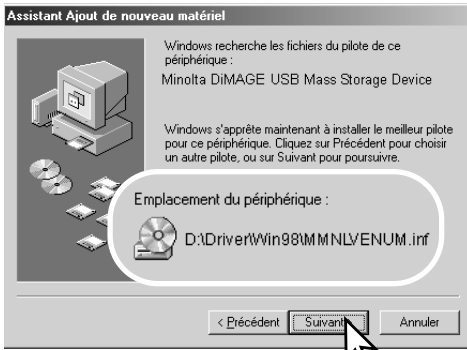 Assistant Ajout de nouveau matériel
Windows recherche les fichiers du pilote de ce
périphérique :
Minolta DiMAGE USB Mass Storage Device
Windows s'apprête maintenant à installer le meilleur pilote
pour ce périphérique. Cliquez sur Précédent pour choisir
un autre pilote, ou sur Suivant pour poursuivre.
Emplacement du périphérique :
D:\Driver\Win98\MMNLVENUM.inf
< Précédent Suivant Annuler